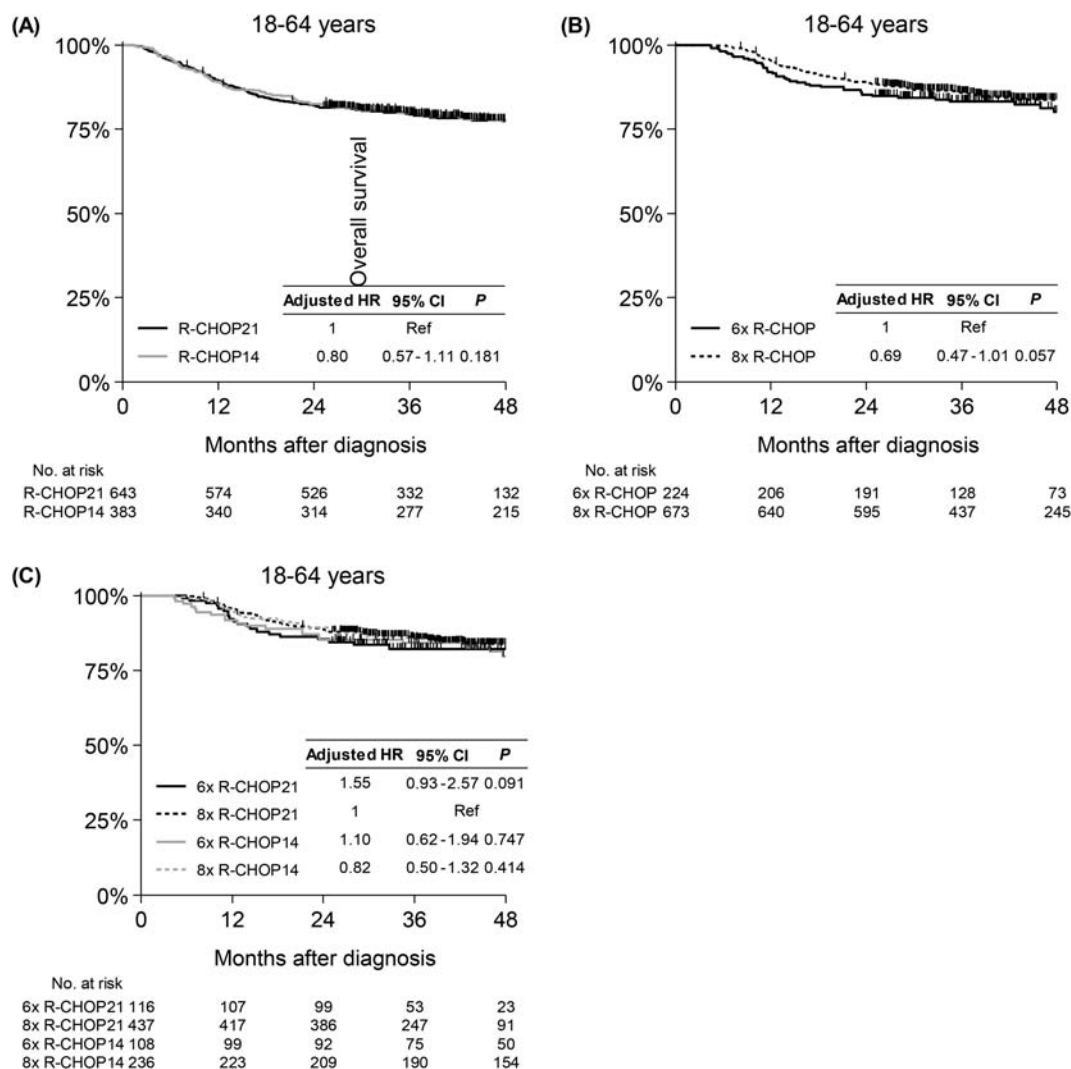 (A) 18-64 years
100%
75%
50%
25%
0%
Overall survival
Adjusted HR 95% CI P
R-CHOP21 1 Ref
R-CHOP14 0.80 0.57-1.11 0.181
0 12 24 36 48
Months after diagnosis
No. at risk
R-CHOP21 643 574 526 332 132
R-CHOP14 383 340 314 277 215
(B) 18-64 years
100%
75%
50%
25%
0%
Adjusted HR 95% CI P
6x R-CHOP 1 Ref
8x R-CHOP 0.69 0.47-1.01 0.057
0 12 24 36 48
Months after diagnosis
No. at risk
6x R-CHOP 224 206 191 128 73
8x R-CHOP 673 640 595 437 245
(C) 18-64 years
100%
75%
50%
25%
0%
Adjusted HR 95% CI P
6x R-CHOP21 1.55 0.93-2.57 0.091
8x R-CHOP21 1 Ref
6x R-CHOP14 1.10 0.62-1.94 0.747
8x R-CHOP14 0.82 0.50-1.32 0.414
0 12 24 36 48
Months after diagnosis
No. at risk
6x R-CHOP21 116 107 99 53 23
8x R-CHOP21 437 417 386 247 91
6x R-CHOP14 108 99 92 75 50
8x R-CHOP14 236 223 209 190 154